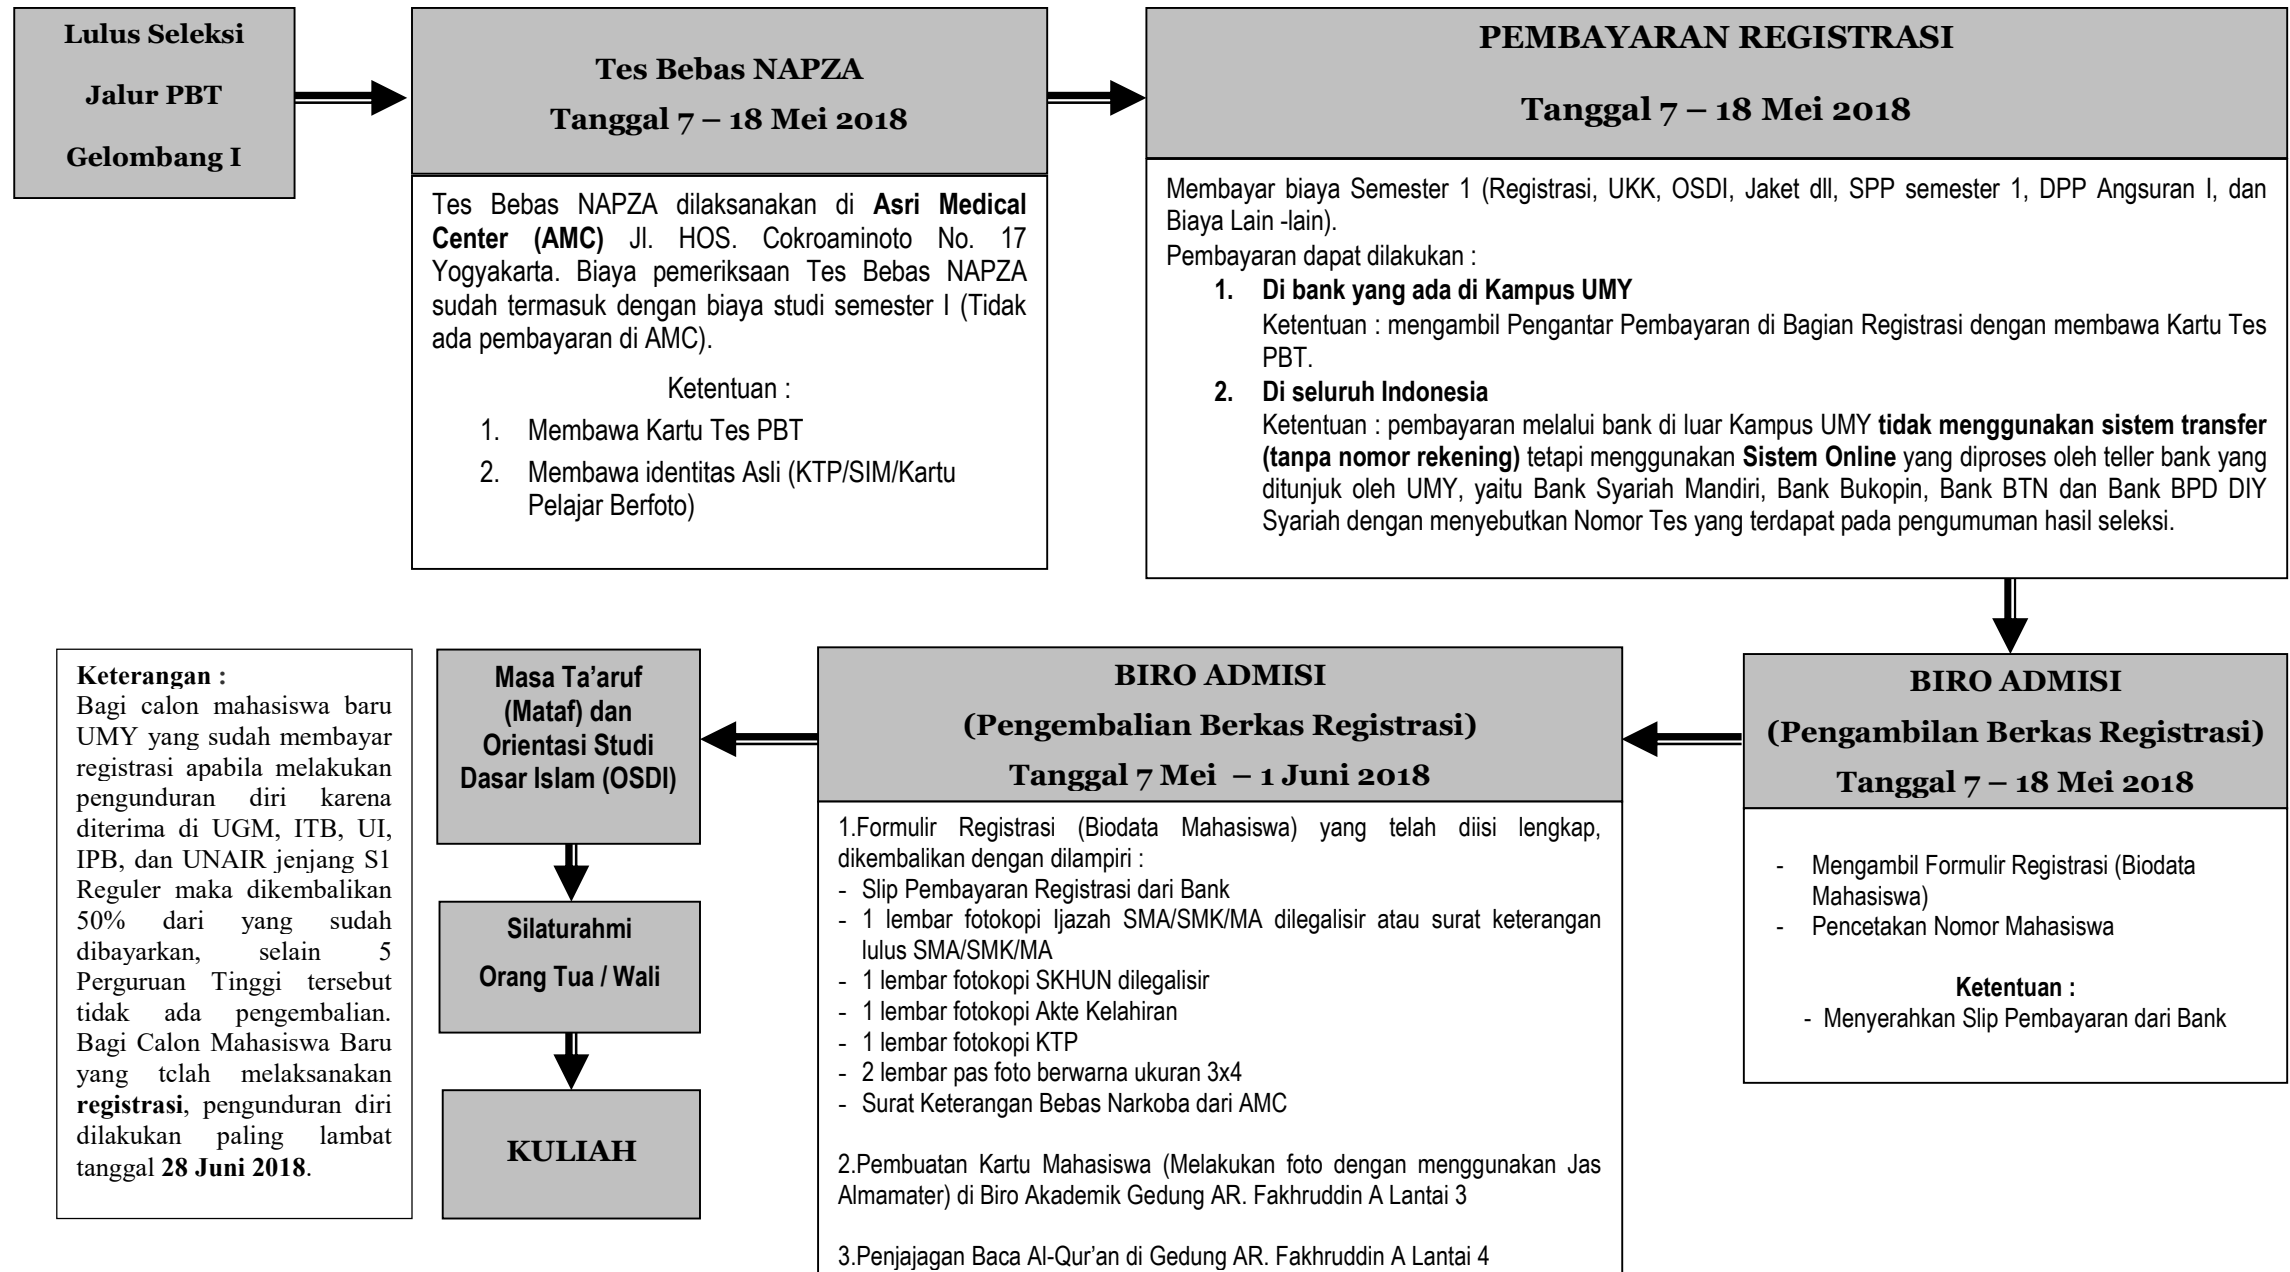 Lulus Seleksi
Jalur PBT
Gelombang I
Tes Bebas NAPZA
Tanggal 7 – 18 Mei 2018
Tes Bebas NAPZA dilaksanakan di Asri Medical
Center (AMC) Jl. HOS. Cokroaminoto No. 17
Yogyakarta. Biaya pemeriksaan Tes Bebas NAPZA
sudah termasuk dengan biaya studi semester I (Tidak
ada pembayaran di AMC).
Ketentuan :
1. Membawa Kartu Tes PBT
2. Membawa identitas Asli (KTP/SIM/Kartu
Pelajar Berfoto)
PEMBAYARAN REGISTRASI
Tanggal 7 – 18 Mei 2018
Membayar biaya Semester 1 (Registrasi, UKK, OSDI, Jaket dll, SPP semester 1, DPP Angsuran I, dan
Biaya Lain -lain).
Pembayaran dapat dilakukan :
1. Di bank yang ada di Kampus UMY
Ketentuan : mengambil Pengantar Pembayaran di Bagian Registrasi dengan membawa Kartu Tes
PBT.
2. Di seluruh Indonesia
Ketentuan : pembayaran melalui bank di luar Kampus UMY tidak menggunakan sistem transfer
(tanpa nomor rekening) tetapi menggunakan Sistem Online yang diproses oleh teller bank yang
ditunjuk oleh UMY, yaitu Bank Syariah Mandiri, Bank Bukopin, Bank BTN dan Bank BPD DIY
Syariah dengan menyebutkan Nomor Tes yang terdapat pada pengumuman hasil seleksi.
BIRO ADMISI
(Pengambilan Berkas Registrasi)
Tanggal 7 – 18 Mei 2018
- Mengambil Formulir Registrasi (Biodata
Mahasiswa)
- Pencetakan Nomor Mahasiswa
Ketentuan :
- Menyerahkan Slip Pembayaran dari Bank
BIRO ADMISI
(Pengembalian Berkas Registrasi)
Tanggal 7 Mei – 1 Juni 2018
1.Formulir Registrasi (Biodata Mahasiswa) yang telah diisi lengkap,
dikembalikan dengan dilampiri :
- Slip Pembayaran Registrasi dari Bank
- 1 lembar fotokopi Ijazah SMA/SMK/MA dilegalisir atau surat keterangan
lulus SMA/SMK/MA
- 1 lembar fotokopi SKHUN dilegalisir
- 1 lembar fotokopi Akte Kelahiran
- 1 lembar fotokopi KTP
- 2 lembar pas foto berwarna ukuran 3x4
- Surat Keterangan Bebas Narkoba dari AMC
2.Pembuatan Kartu Mahasiswa (Melakukan foto dengan menggunakan Jas
Almamater) di Biro Akademik Gedung AR. Fakhruddin A Lantai 3
3.Penjajagan Baca Al-Qur’an di Gedung AR. Fakhruddin A Lantai 4
Masa Ta’aruf
(Mataf) dan
Orientasi Studi
Dasar Islam (OSDI)
Silaturahmi
Orang Tua / Wali
KULIAH
Keterangan :
Bagi calon mahasiswa baru
UMY yang sudah membayar
registrasi apabila melakukan
pengunduran diri karena
diterima di UGM, ITB, UI,
IPB, dan UNAIR jenjang S1
Reguler maka dikembalikan
50% dari yang sudah
dibayarkan, selain 5
Perguruan Tinggi tersebut
tidak ada pengembalian.
Bagi Calon Mahasiswa Baru
yang tclah melaksanakan
registrasi, pengunduran diri
dilakukan paling lambat
tanggal 28 Juni 2018.